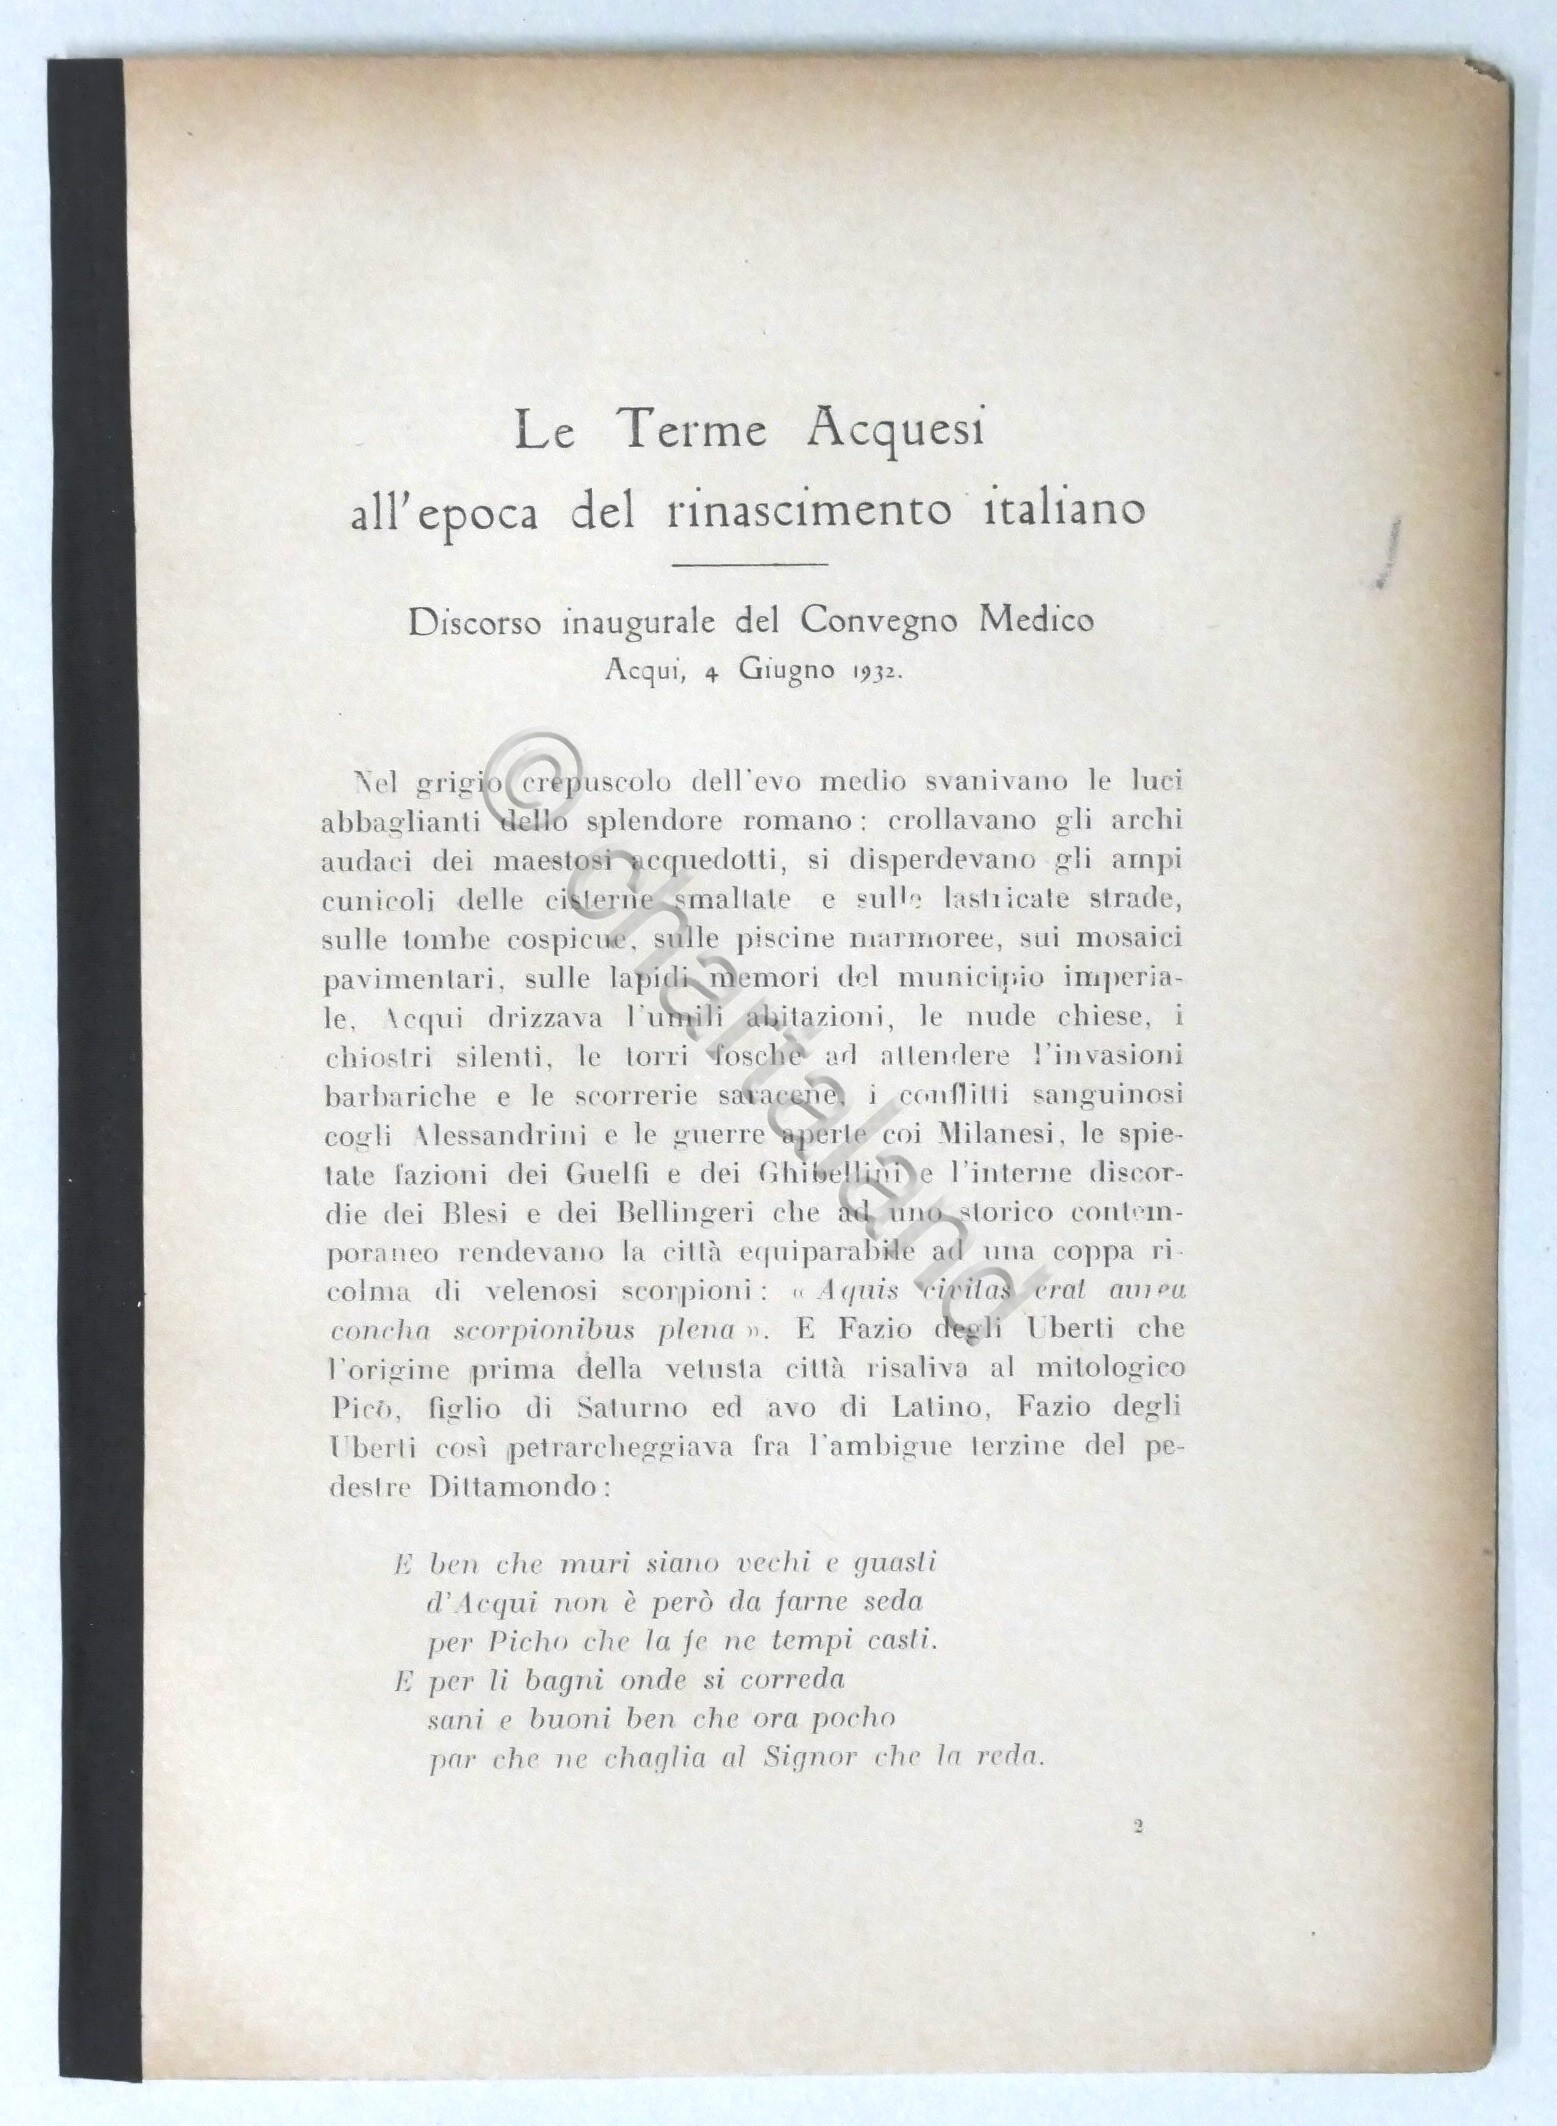 Le Terme Acquesi
all'epoca del rinascimento italiano
Discorso inaugurale del Convegno Medico
Acqui, 4 Giugno 1932.
Nel grigio crepuscolo dell'evo medio svanivano le luci
abbaglianti dello splendore romano: crollavano gli archi
audaci dei maestosi acquedotti, si disperdevano gli ampi
cunicoli delle cisterne smaltate e sulle lastricate strade,
sulle tombe cospicue, sulle piscine marmoree, sui mosaici
pavimentari, sulle lapidi memori del municipio imperia-
le, Acqui drizzava l'umili abitazioni, le nude chiese, i
chiostri silenti, le torri fosche ad attendere l'invasioni
barbariche e le scorrerie saracene, i conflitti sanguinosi
cogli Alessandrini e le guerre aperte coi Milanesi, le spie-
tate fazioni dei Guelfi e dei Ghibellini e l'interne discor-
die dei Blesi e dei Bellingeri che ad uno storico contem-
poraneo rendevano la città equiparabile ad una coppa ri-
colma di velenosi scorpioni: « Aquis civitas erat aurea
concha scorpionibus plena ». E Fazio degli Uberti che
l'origine prima della vetusta città risaliva al mitologico
Pico, figlio di Saturno ed avo di Latino, Fazio degli
Uberti così petrarcheggiava fra l'ambigue terzine del pe-
destre Dittamondo:
E ben che muri siano vechi e guasti
d'Acqui non è però da farne seda
per Picho che la fe ne tempi casti.
E per li bagni onde si correda
sani e buoni ben che ora pocho
par che ne chaglia al Signor che la reda.
2
© chartaland